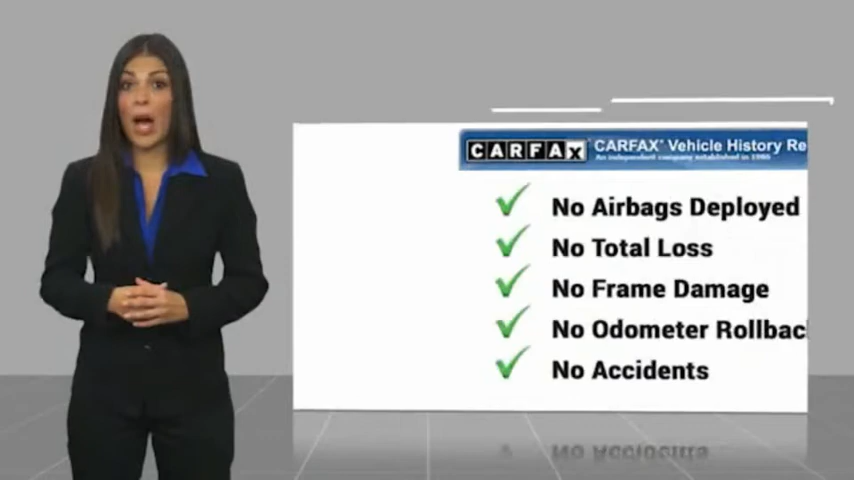 CARFAX CARFAX® Vehicle History Re
An independent company established in 1986
No Airbags Deployed
No Total Loss
No Frame Damage
No Odometer Rollbac
No Accidents